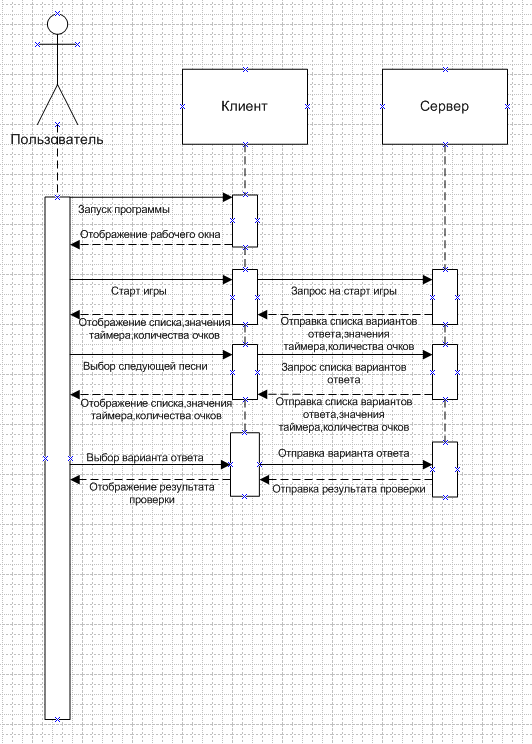 Пользователь
Клиент
Сервер
Запуск программы
Отображение рабочего окна
Старт игры
Запрос на старт игры
Отображение списка,значения
таймера,количества очков
Отправка списка вариантов
ответа,значения
таймера,количества очков
Выбор следующей песни
Запрос списка вариантов
ответа
Отображение списка,значения
таймера,количества очков
Отправка списка вариантов
ответа,значения
таймера,количества очков
Выбор варианта ответа
Отправка варианта ответа
Отображение результата
проверки
Отправка результата проверки